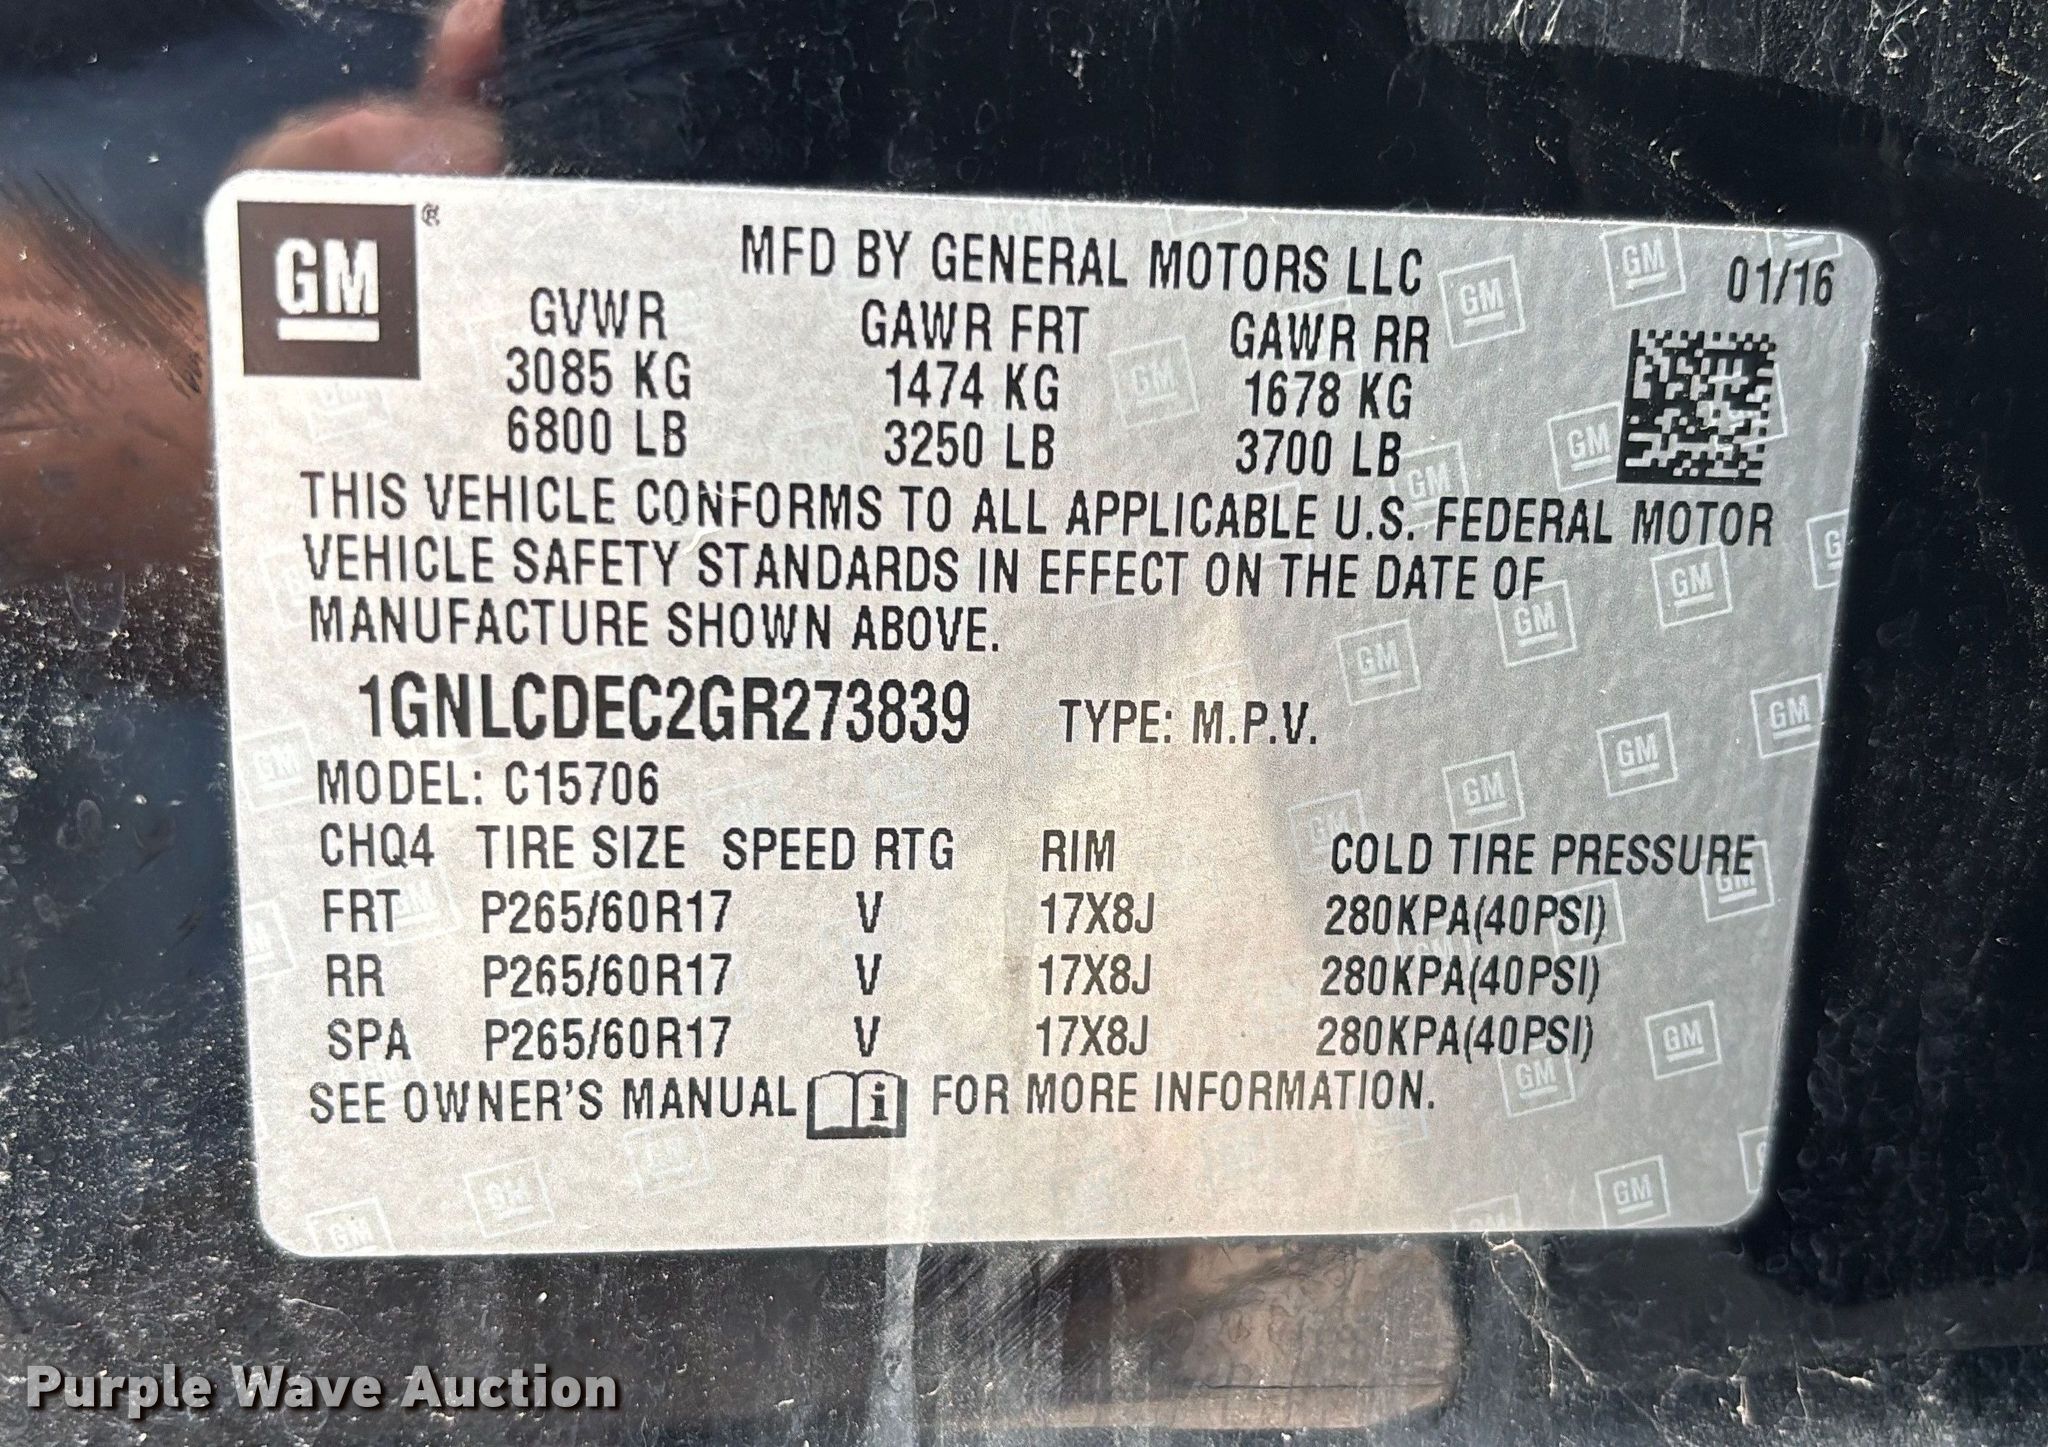 GM ®
MFD BY GENERAL MOTORS LLC 01/16
GVWR GAWR FRT GAWR RR
3085 KG 1474 KG 1678 KG
6800 LB 3250 LB 3700 LB
THIS VEHICLE CONFORMS TO ALL APPLICABLE U.S. FEDERAL MOTOR
VEHICLE SAFETY STANDARDS IN EFFECT ON THE DATE OF
MANUFACTURE SHOWN ABOVE.
1GNLCDEC2GR273839 TYPE: M.P.V.
MODEL: C15706
CHQ4 TIRE SIZE SPEED RTG RIM COLD TIRE PRESSURE
FRT P265/60R17 V 17X8J 280KPA(40PSI)
RR P265/60R17 V 17X8J 280KPA(40PSI)
SPA P265/60R17 V 17X8J 280KPA(40PSI)
SEE OWNER'S MANUAL i FOR MORE INFORMATION.
Purple Wave Auction